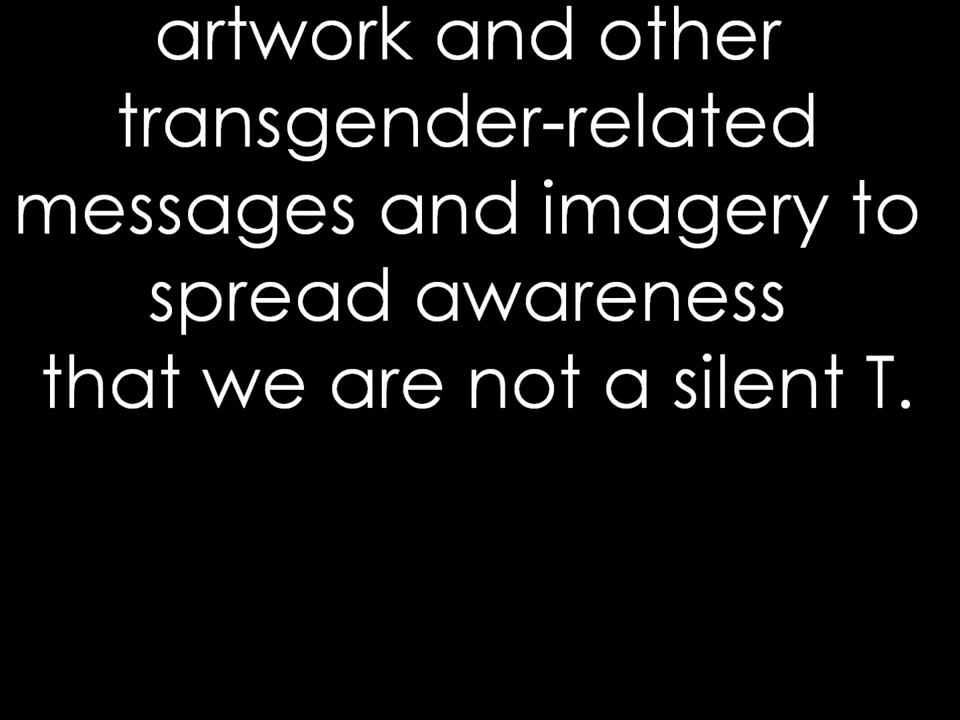 artwork and other
transgender-related
messages and imagery to
spread awareness
that we are not a silent T.